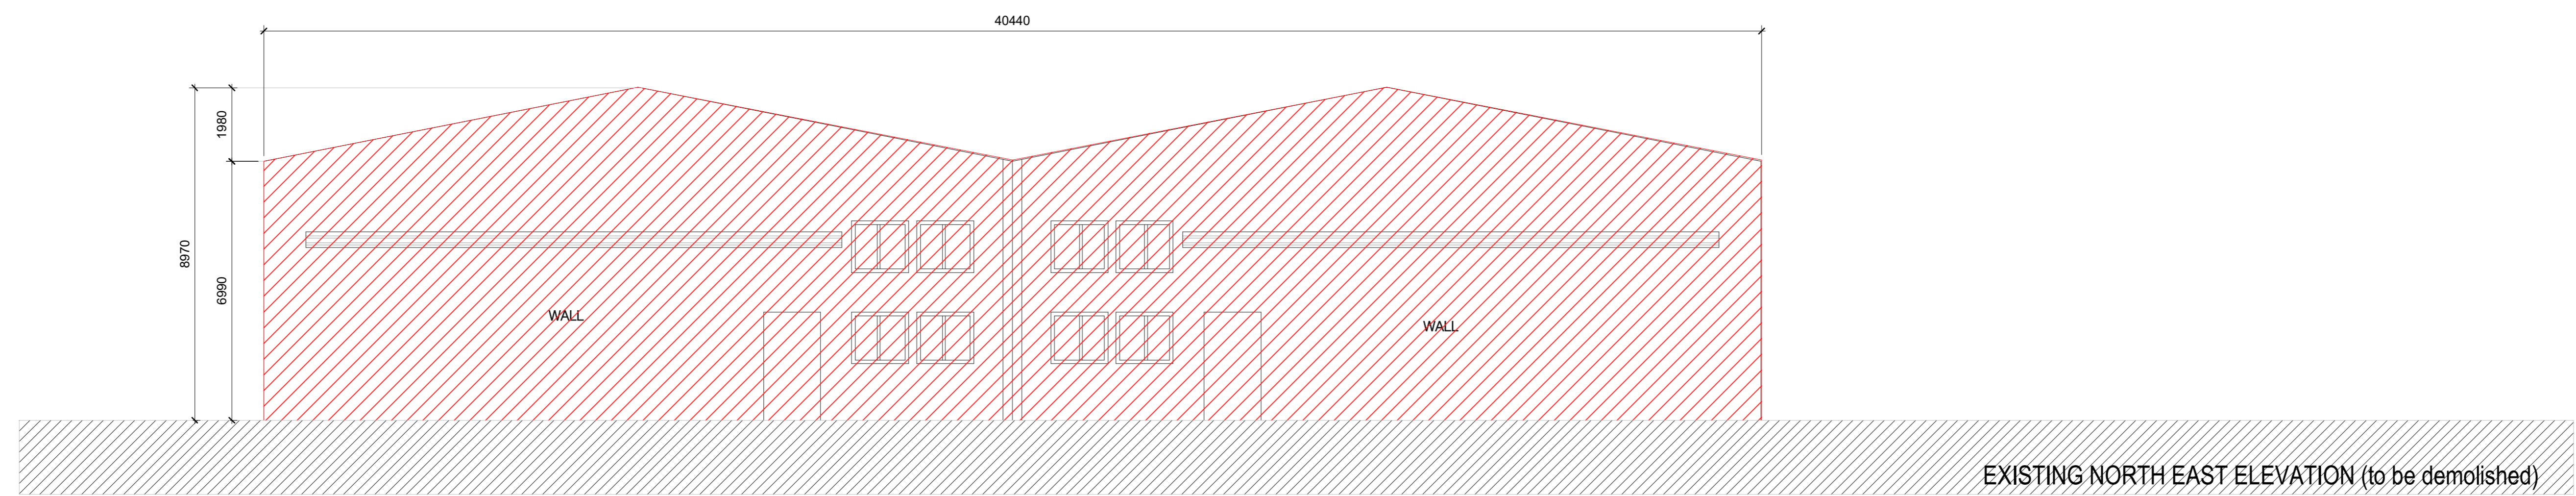 40440
1980
8970
6990
WALL
WALL
EXISTING NORTH EAST ELEVATION (to be demolished)